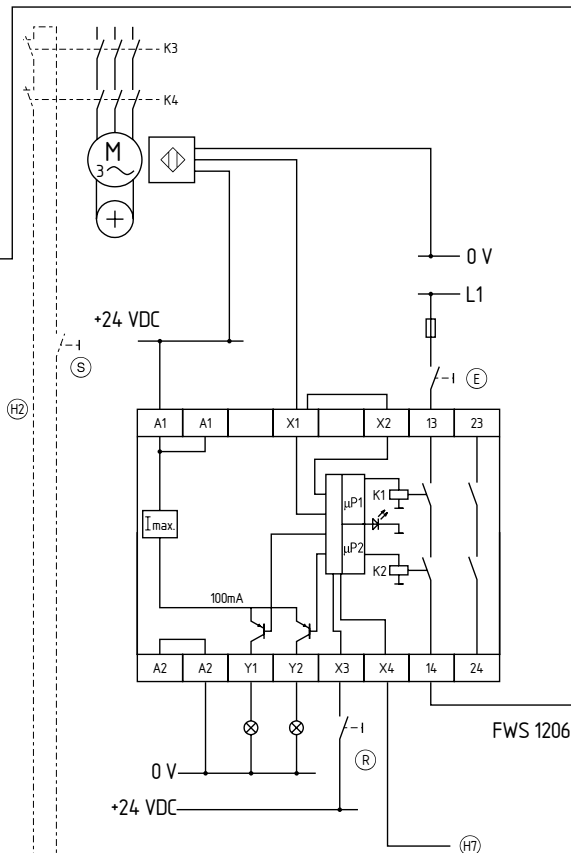 K3
K4
M
3
0 V
L1
+24 VDC
S
E
H2
A1 A1 X1 X2 13 23
µP1
K1
I max.
µP2
K2
100mA
A2 A2 Y1 Y2 X3 X4 14 24
FWS 1206
R
0 V
+24 VDC
H7